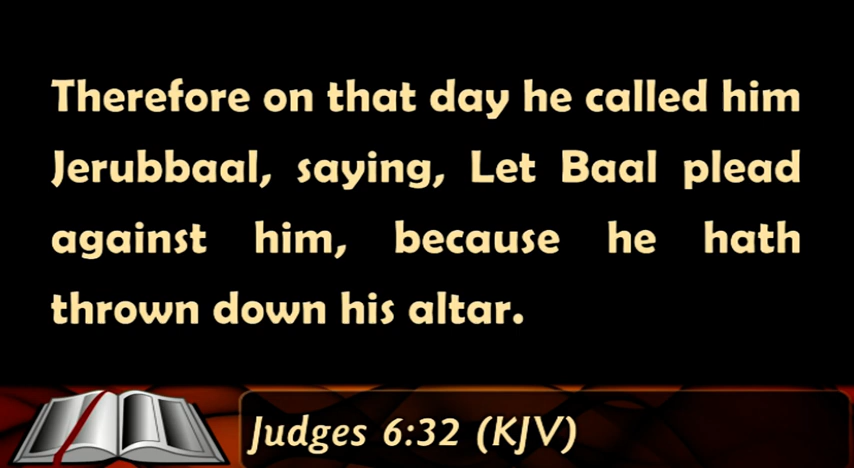 Therefore on that day he called him
Jerubbaal, saying, Let Baal plead
against him, because he hath
thrown down his altar.
Judges 6:32 (KJV)